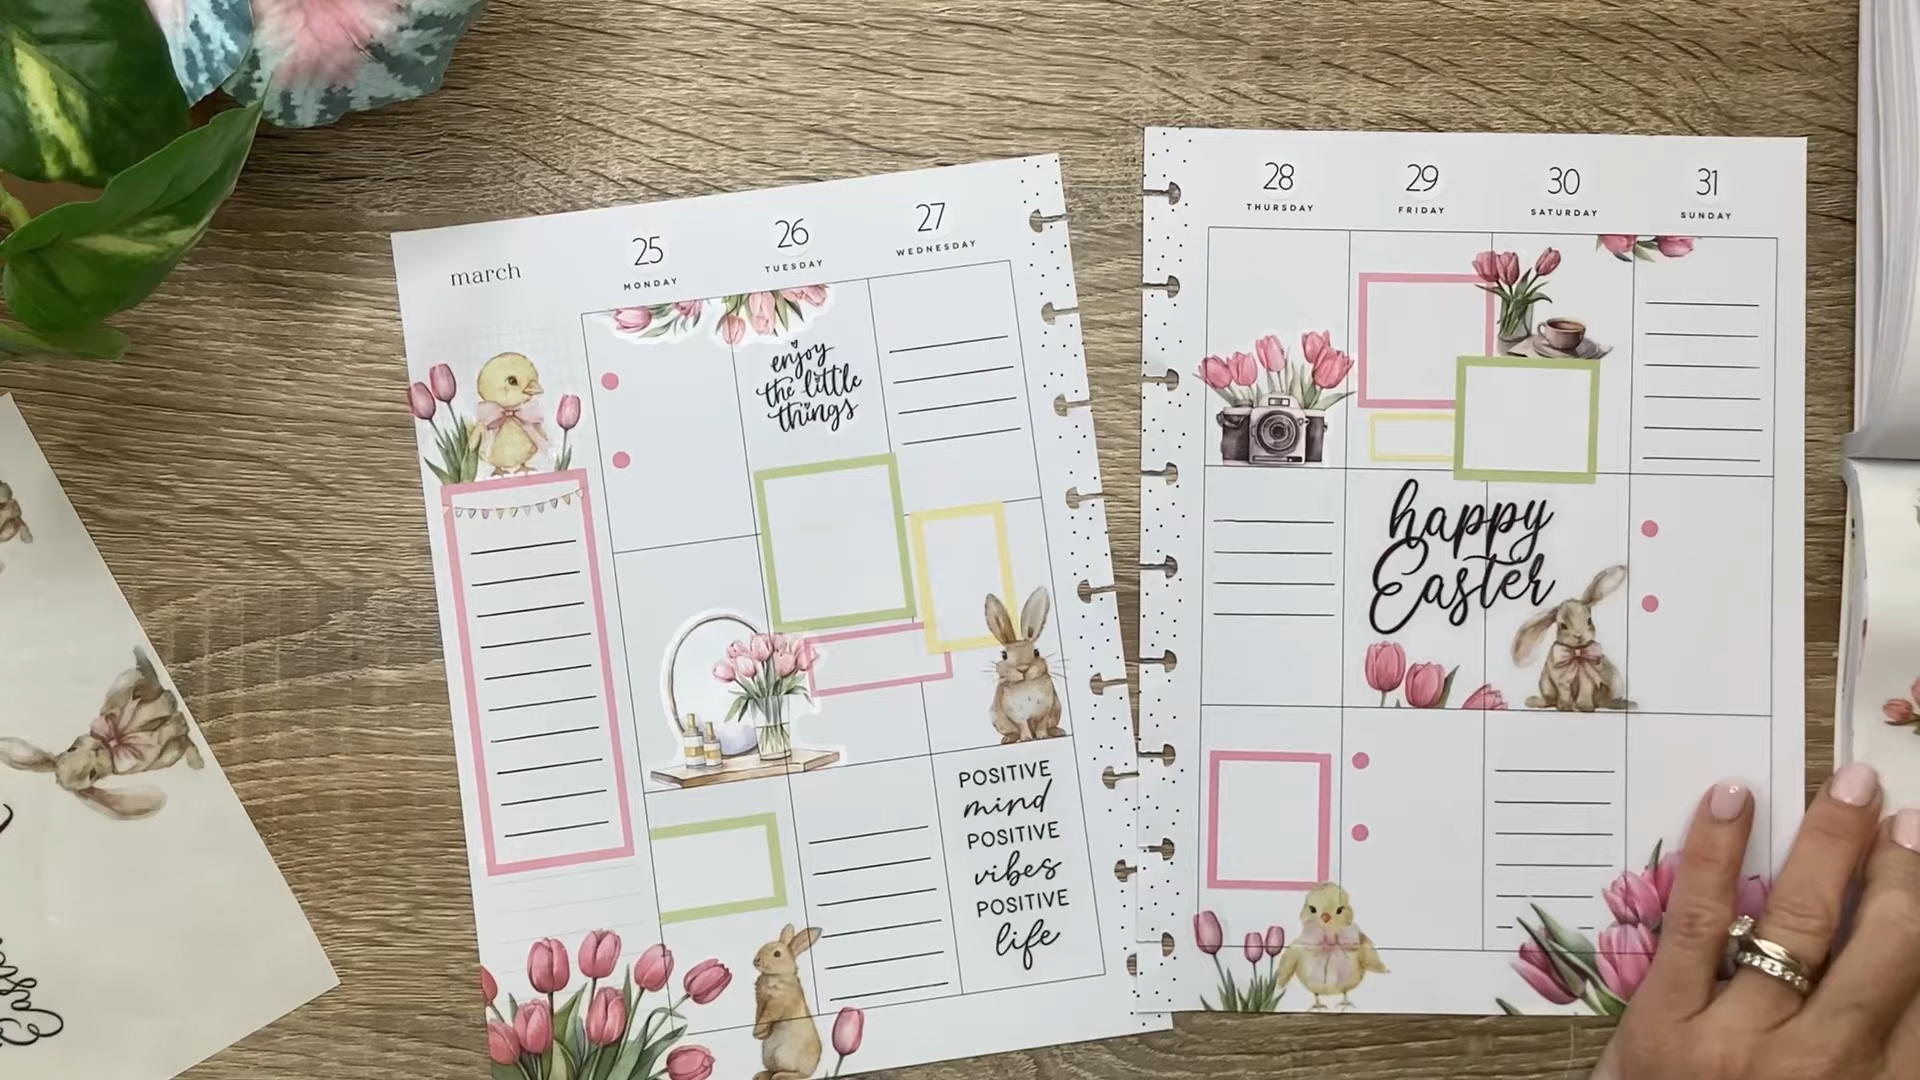 march
25
MONDAY
26
TUESDAY
27
WEDNESDAY
enjoy
the little
things
POSITIVE
mind
POSITIVE
vibes
POSITIVE
life
28
THURSDAY
29
FRIDAY
30
SATURDAY
31
SUNDAY
happy
Easter